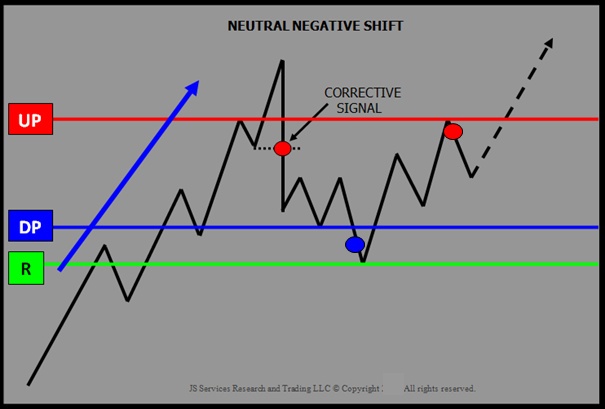 NEUTRAL NEGATIVE SHIFT
CORRECTIVE
SIGNAL
UP
DP
R
JS Services Research and Trading LLC © Copyright All rights reserved.